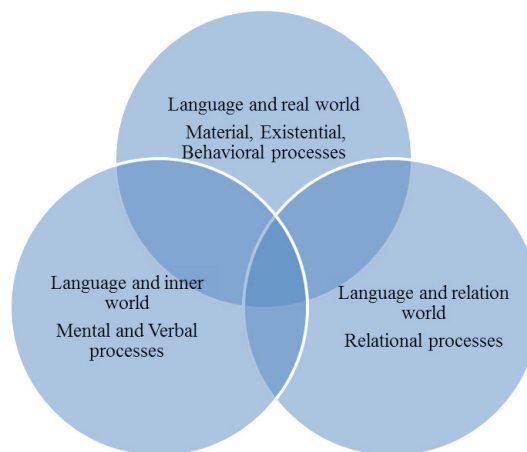 Language and real world
Material, Existential,
Behavioral processes
Language and inner
world
Mental and Verbal
processes
Language and relation
world
Relational processes